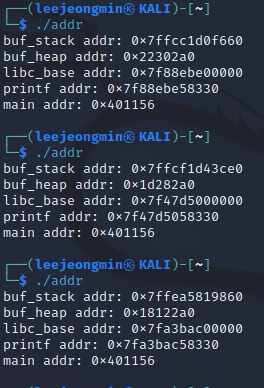 ┌──(leejeongmin㉿ KALI)-[~]
└─$ ./addr
buf_stack addr: 0×7ffcc1d0f660
buf_heap addr: 0×22302a0
libc_base addr: 0×7f88ebe00000
printf addr: 0×7f88ebe58330
main addr: 0×401156
┌──(leejeongmin㉿ KALI)-[~]
└─$ ./addr
buf_stack addr: 0×7ffcf1d43ce0
buf_heap addr: 0×1d282a0
libc_base addr: 0×7f47d5000000
printf addr: 0×7f47d5058330
main addr: 0×401156
┌──(leejeongmin㉿ KALI)-[~]
└─$ ./addr
buf_stack addr: 0×7ffea5819860
buf_heap addr: 0×18122a0
libc_base addr: 0×7fa3bac00000
printf addr: 0×7fa3bac58330
main addr: 0×401156